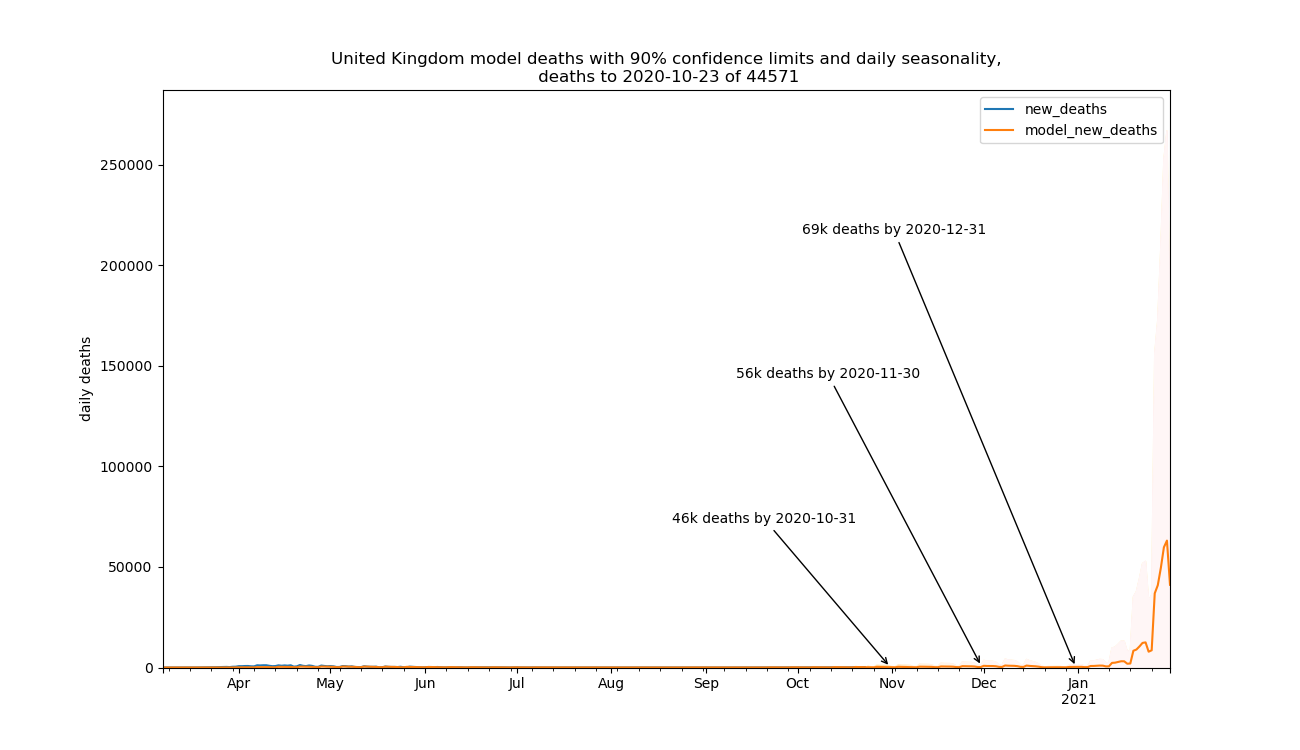 United Kingdom model deaths with 90% confidence limits and daily seasonality,
deaths to 2020-10-23 of 44571
new_deaths
model_new_deaths
250000
200000
150000
100000
50000
0
daily deaths
69k deaths by 2020-12-31
56k deaths by 2020-11-30
46k deaths by 2020-10-31
Apr May Jun Jul Aug Sep Oct Nov Dec Jan
2021